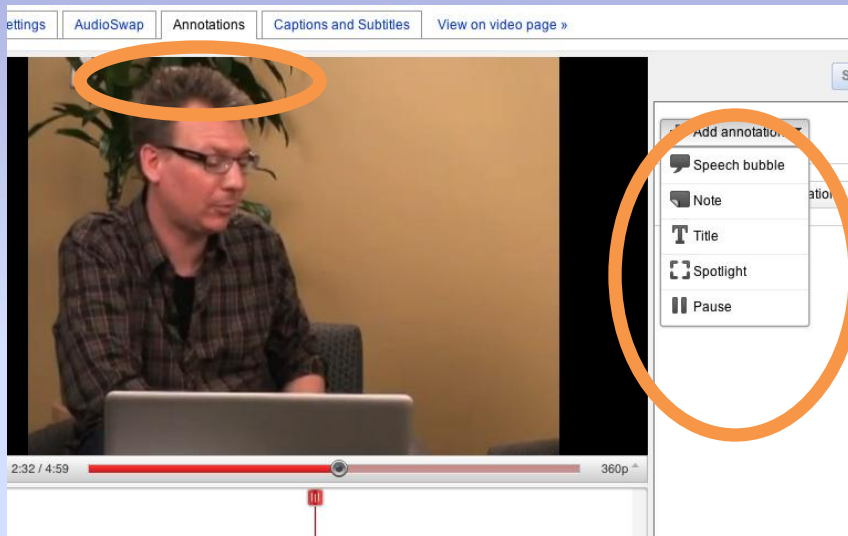 ettings AudioSwap Annotations Captions and Subtitles View on video page »
S
Add annotation
Speech bubble
Note
ation
Title
Spotlight
Pause
2:32 / 4:59 360p